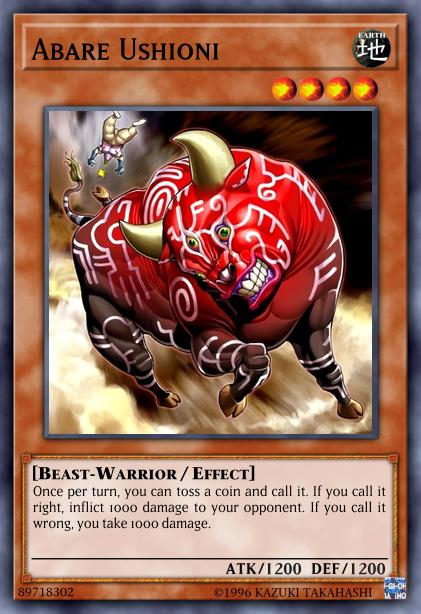 Abare Ushioni
EARTH
地
[Beast-Warrior / Effect]
Once per turn, you can toss a coin and call it. If you call it
right, inflict 1000 damage to your opponent. If you call it
wrong, you take 1000 damage.
ATK/1200 DEF/1200
89718302
©1996 KAZUKI TAKAHASHI